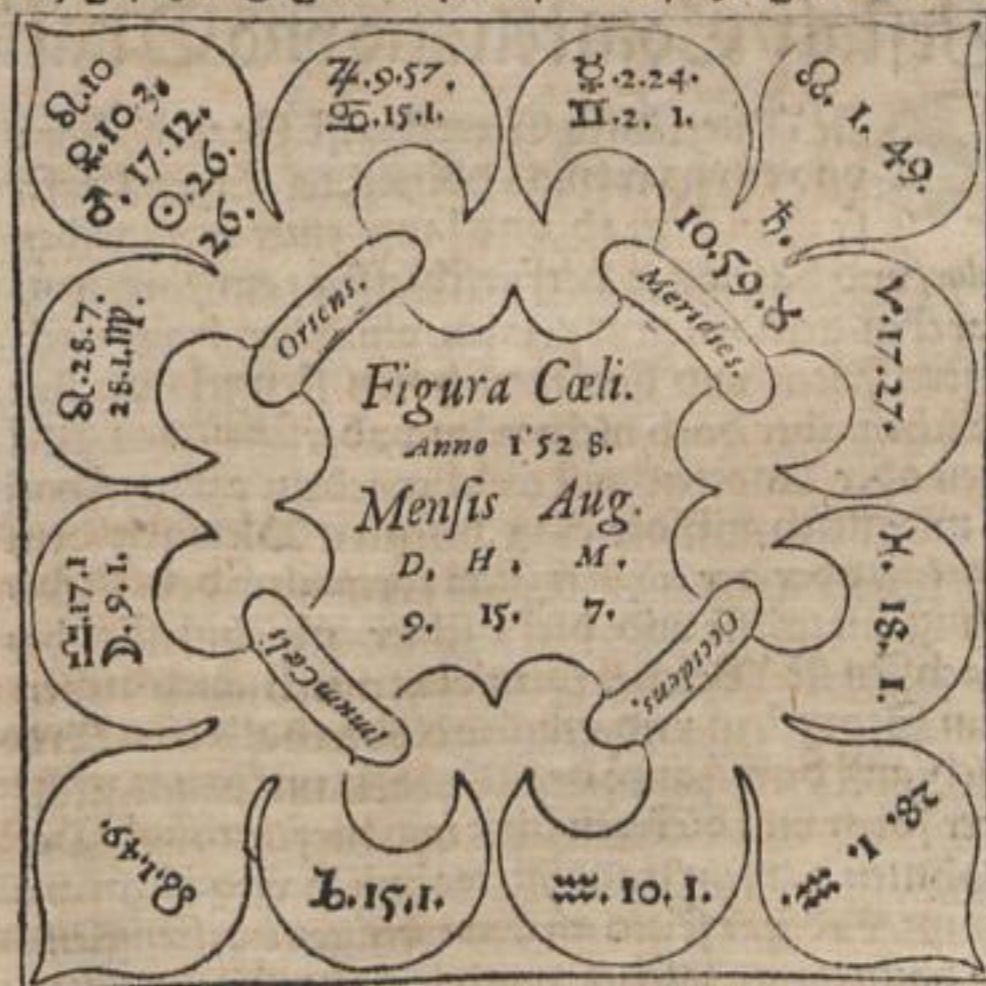 ♌.10
♀.10.3.
♂.17.12.
☉.26.
26.
♃.9.57.
♋.15.1.
☿.2.24.
♊.2. 1.
☊. 1. 49.
♄.
10.59.♉
♌.28.7.
28.1.♍.
Oriens.
Meridies.
♈.17.27.
Figura Cœli.
Anno 1528.
Menſis Aug.
D. H. M.
9. 15. 7.
♎.17.1
☽.9.1.
♓. 18. 1.
ImumCœli
Occidens.
☋.1.49.
♑.15.1.
♒. 10. 1.
28. 1. ♒.